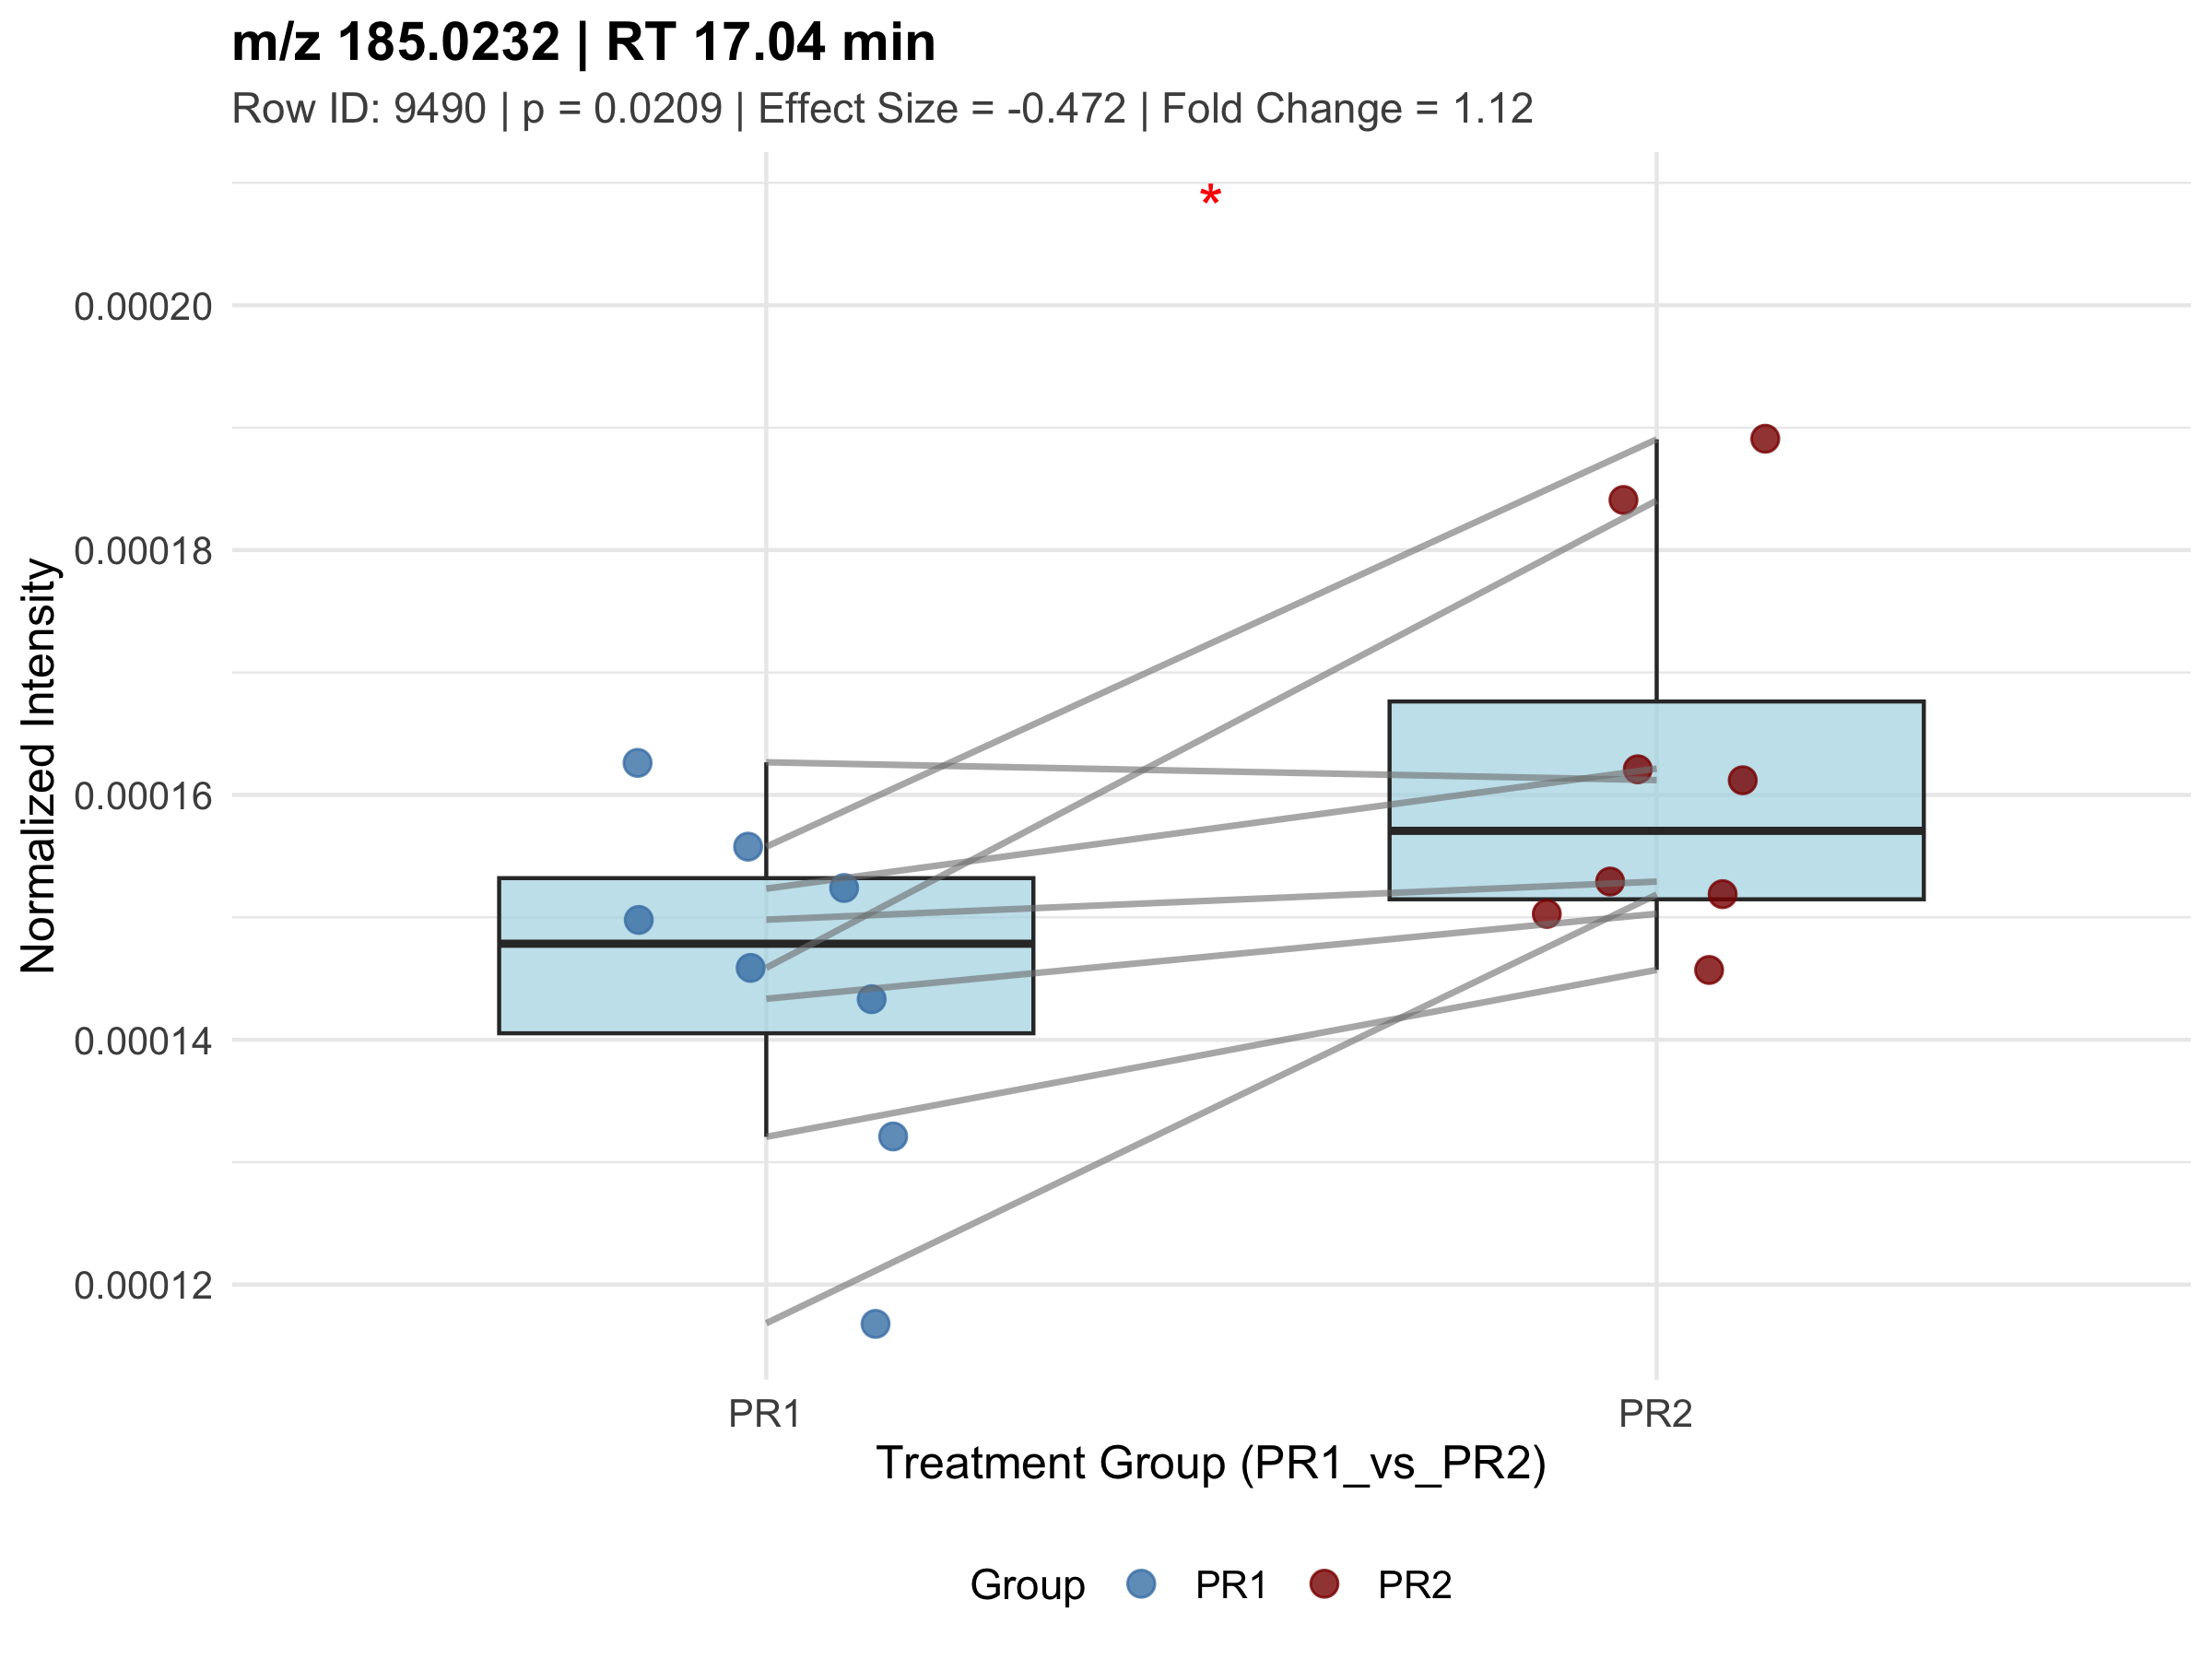 m/z 185.0232 | RT 17.04 min
Row ID: 9490 | p = 0.0209 | Effect Size = -0.472 | Fold Change = 1.12
*
Normalized Intensity
0.00020
0.00018
0.00016
0.00014
0.00012
PR1
PR2
Treatment Group (PR1_vs_PR2)
Group PR1 PR2